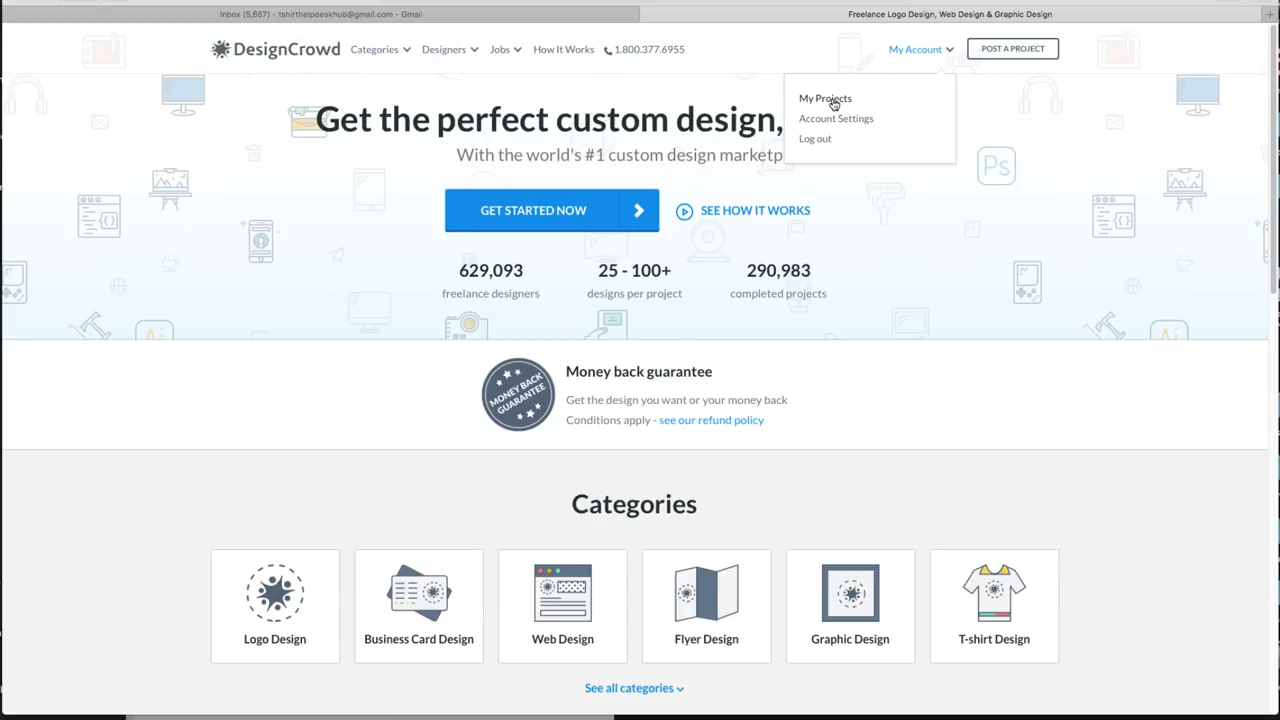 Inbox (5,657) - tshirthelpdeskhub@gmail.com - Gmail
Freelance Logo Design, Web Design & Graphic Design
DesignCrowd
Categories
Designers
Jobs
How It Works
1.800.377.6955
My Account
POST A PROJECT
My Projects
Account Settings
Log out
Get the perfect custom design,
With the world's #1 custom design marketp
Ps
GET STARTED NOW
SEE HOW IT WORKS
629,093
freelance designers
25 - 100+
designs per project
290,983
completed projects
Ai
Ai
MONEY BACK
GUARANTEE
Money back guarantee
Get the design you want or your money back
Conditions apply - see our refund policy
Categories
Logo Design
Business Card Design
Web Design
Flyer Design
Graphic Design
T-shirt Design
See all categories